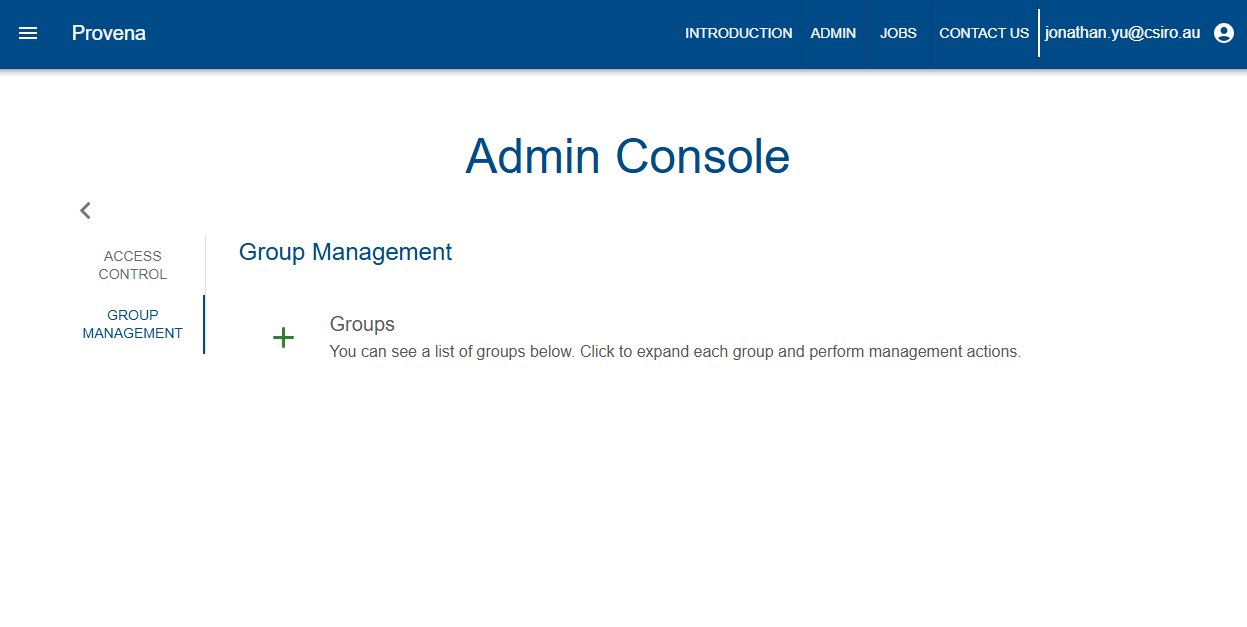 Provena
INTRODUCTION
ADMIN
JOBS
CONTACT US
jonathan.yu@csiro.au
Admin Console
ACCESS
CONTROL
GROUP
MANAGEMENT
Group Management
Groups
You can see a list of groups below. Click to expand each group and perform management actions.